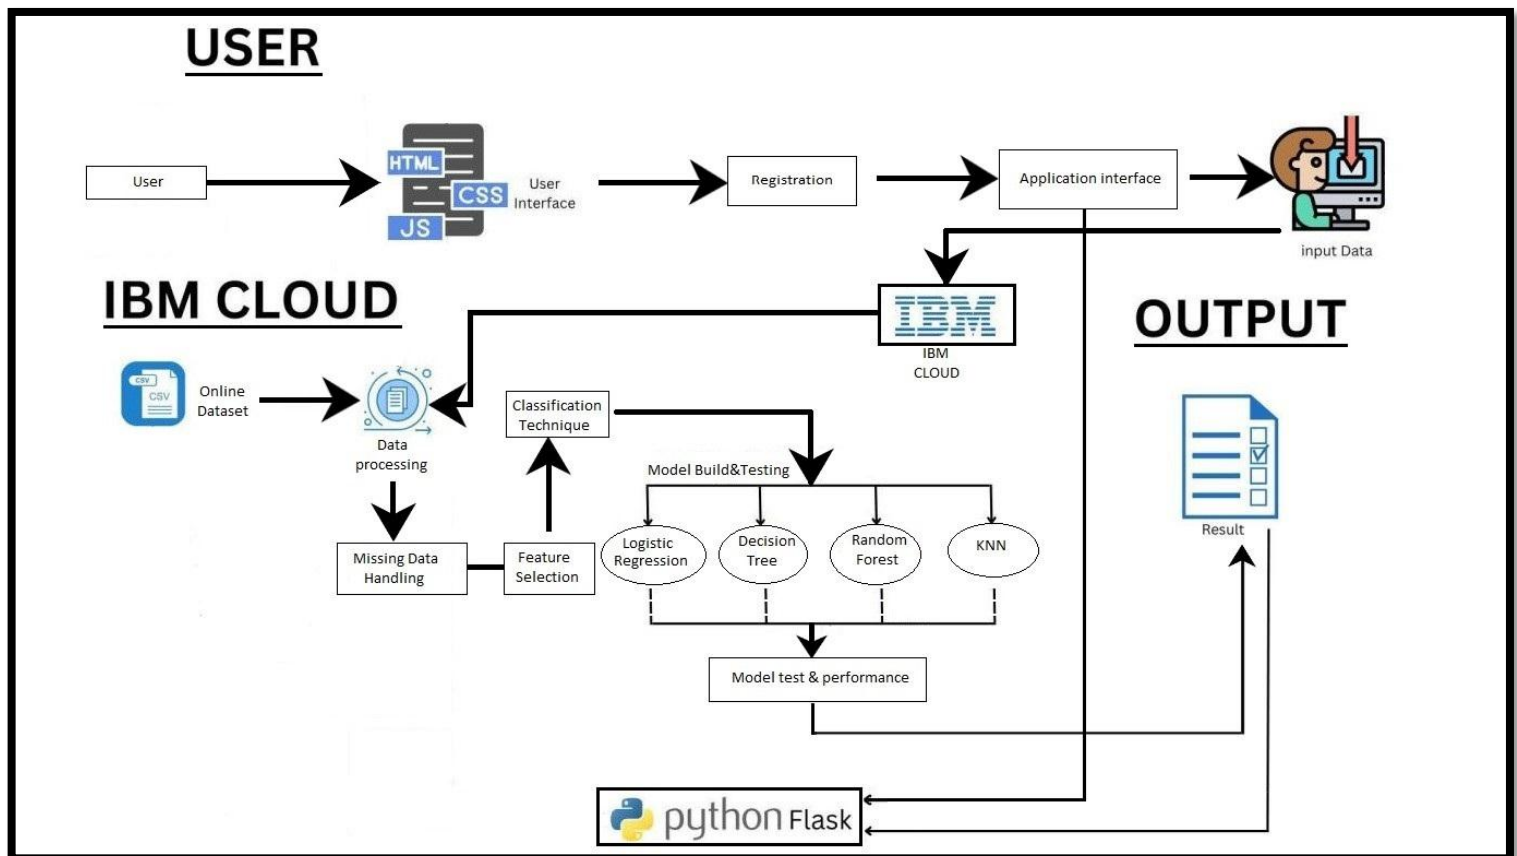 USER
User
HTML
CSS
JS
User
Interface
Registration
Application interface
input Data
IBM CLOUD
IBM
IBM
CLOUD
OUTPUT
CSV
CSV
Online
Dataset
Data
processing
Classification
Technique
Model Build&Testing
Missing Data
Handling
Feature
Selection
Logistic
Regression
Decision
Tree
Random
Forest
KNN
Result
Model test & performance
python Flask